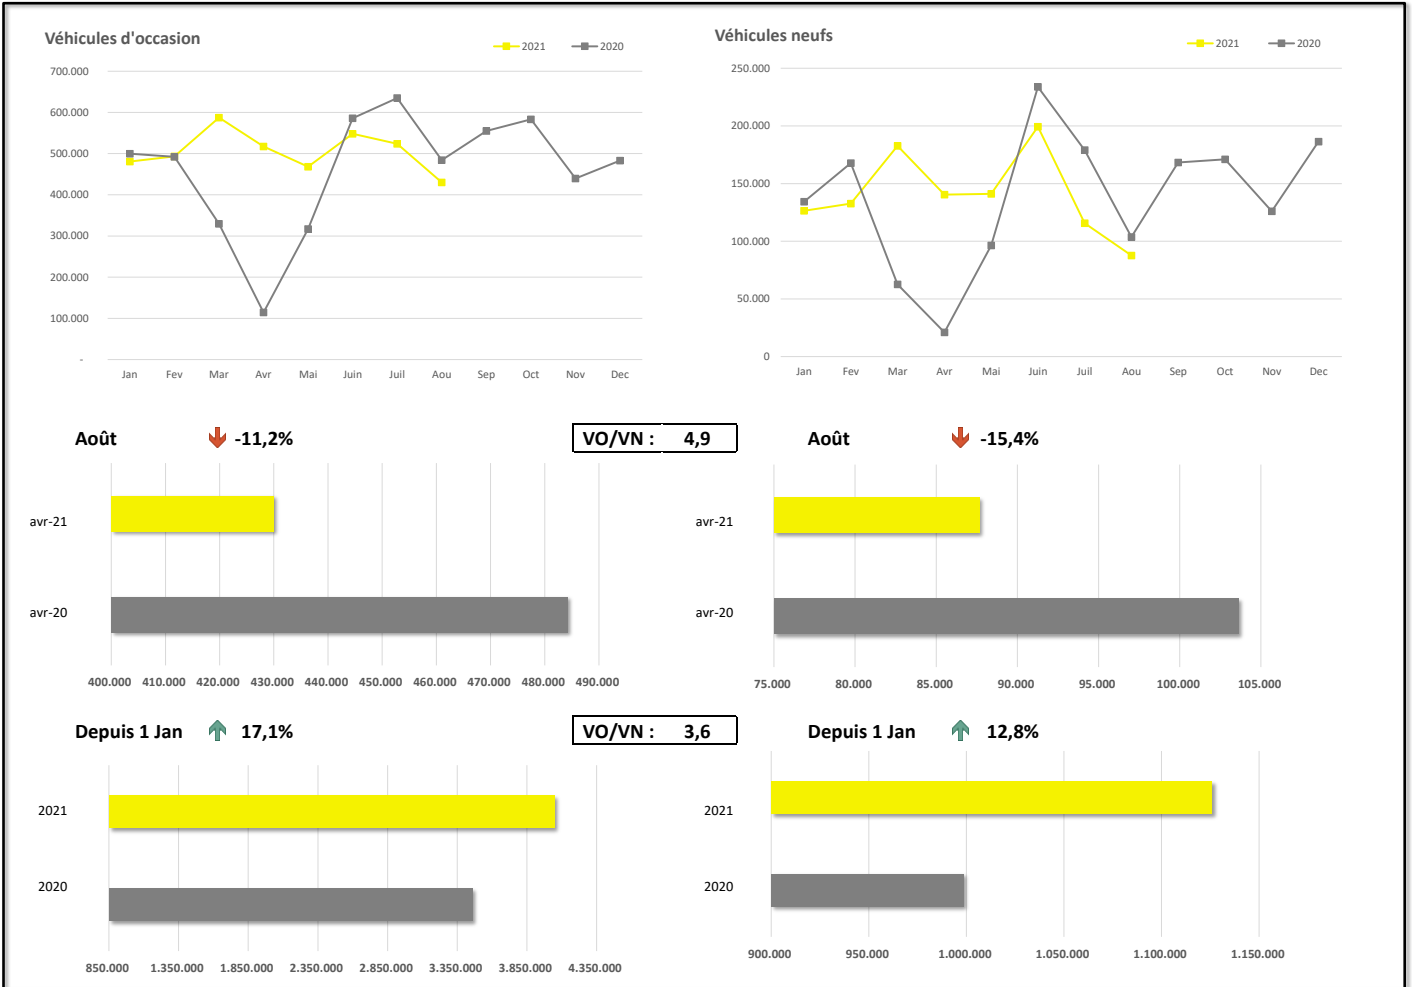 Véhicules d'occasion
2021 2020
700.000
600.000
500.000
400.000
300.000
200.000
100.000
-
Jan Fev Mar Avr Mai Juin Juil Aou Sep Oct Nov Dec
Véhicules neufs
2021 2020
250.000
200.000
150.000
100.000
50.000
0
Jan Fev Mar Avr Mai Juin Juil Aou Sep Oct Nov Dec
Août -11,2%
VO/VN : 4,9
Août -15,4%
avr-21
avr-20
400.000 410.000 420.000 430.000 440.000 450.000 460.000 470.000 480.000 490.000
avr-21
avr-20
75.000 80.000 85.000 90.000 95.000 100.000 105.000
Depuis 1 Jan 17,1%
VO/VN : 3,6
Depuis 1 Jan 12,8%
2021
2020
850.000 1.350.000 1.850.000 2.350.000 2.850.000 3.350.000 3.850.000 4.350.000
2021
2020
900.000 950.000 1.000.000 1.050.000 1.100.000 1.150.000